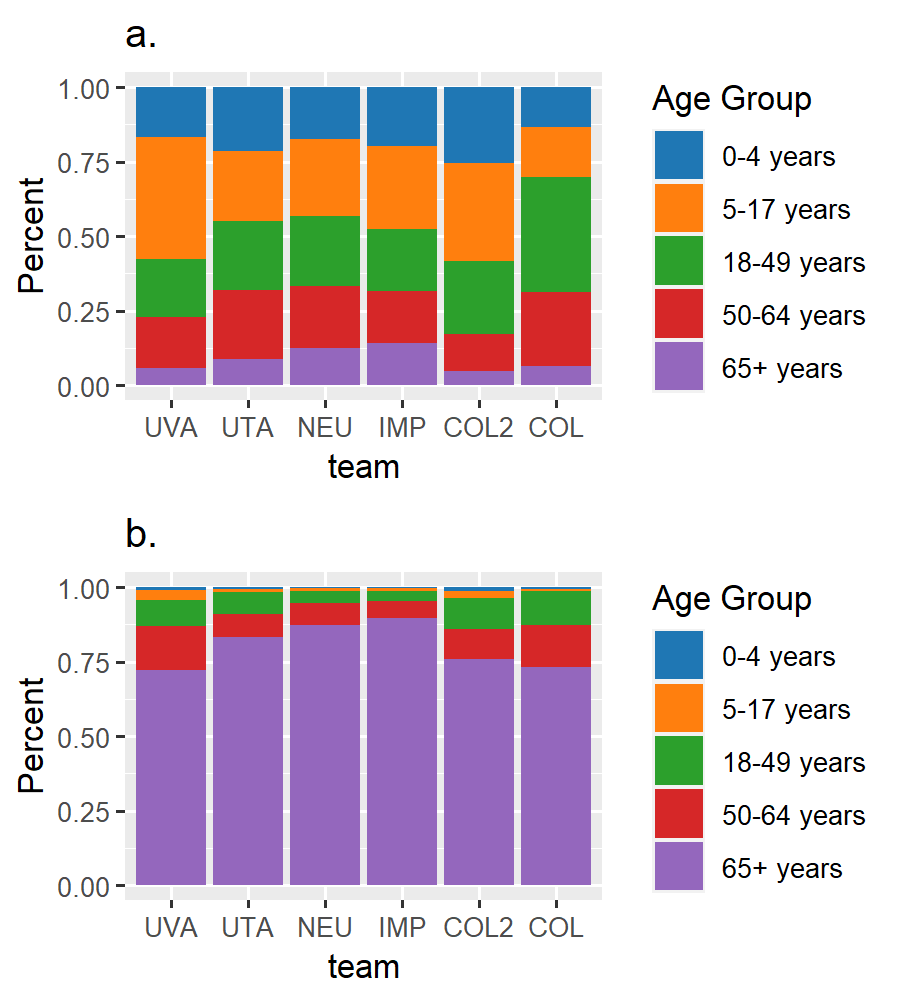 a.
Percent
1.00
0.75
0.50
0.25
0.00
UVA UTA NEU IMP COL2 COL
team
Age Group
0-4 years
5-17 years
18-49 years
50-64 years
65+ years
b.
Percent
1.00
0.75
0.50
0.25
0.00
UVA UTA NEU IMP COL2 COL
team
Age Group
0-4 years
5-17 years
18-49 years
50-64 years
65+ years